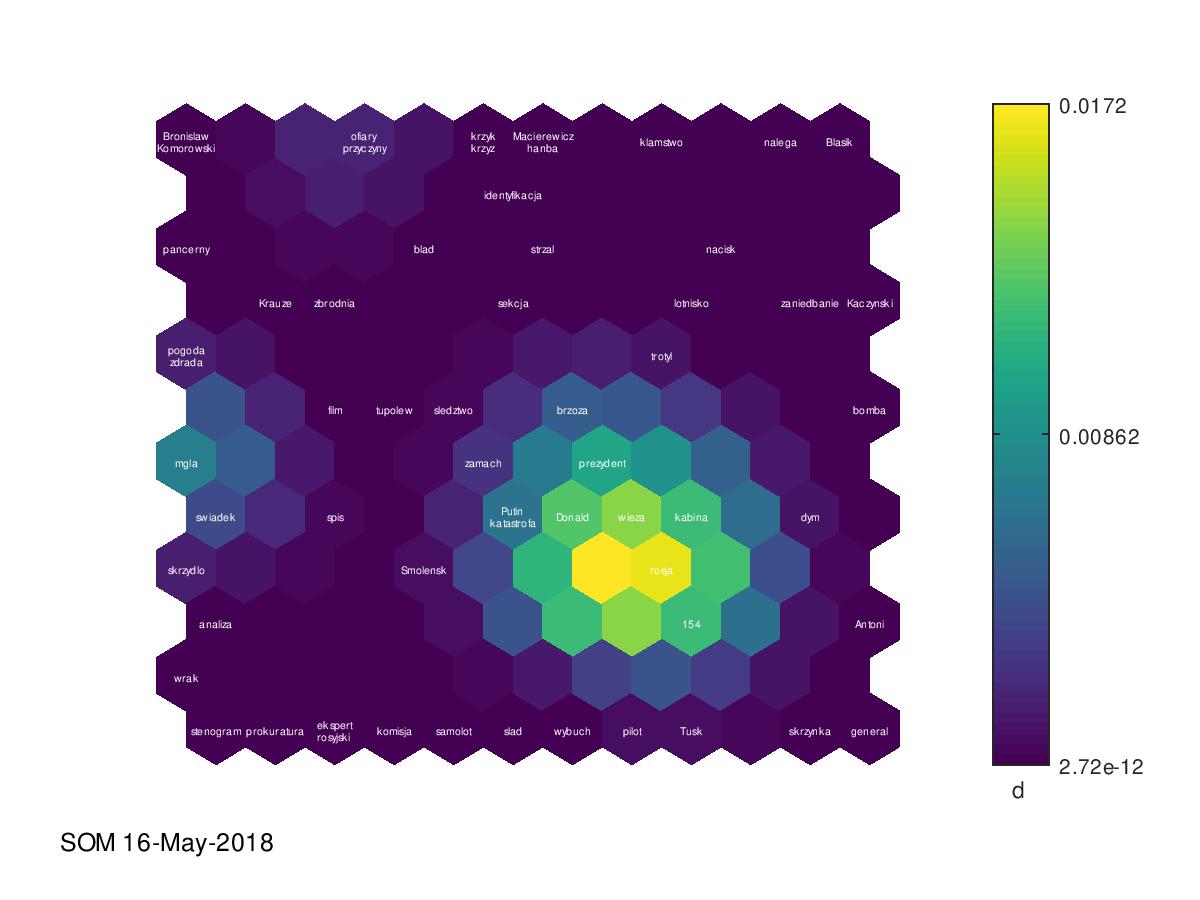 0.0172
Bronislaw
Komorowski
ofiary
przyczyny
krzyk
krzyz
Macierewicz
hanba
klamstwo
nalega
Blasik
identyfikacja
pancerny
blad
strzal
nacisk
Krauze
zbrodnia
sekcja
lotnisko
zaniedbanie
Kaczynski
pogoda
zdrada
trotyl
film
tupolew
sledztwo
brzoza
bomba
0.00862
mgla
zamach
prezydent
swiadek
spis
Putin
katastrofa
Donald
wieza
kabina
dym
skrzydlo
Smolensk
rosja
analiza
154
Antoni
wrak
stenogram
prokuratura
ekspert
rosyjski
komisja
samolot
slad
wybuch
pilot
Tusk
skrzynka
general
2.72e-12
d
SOM 16-May-2018